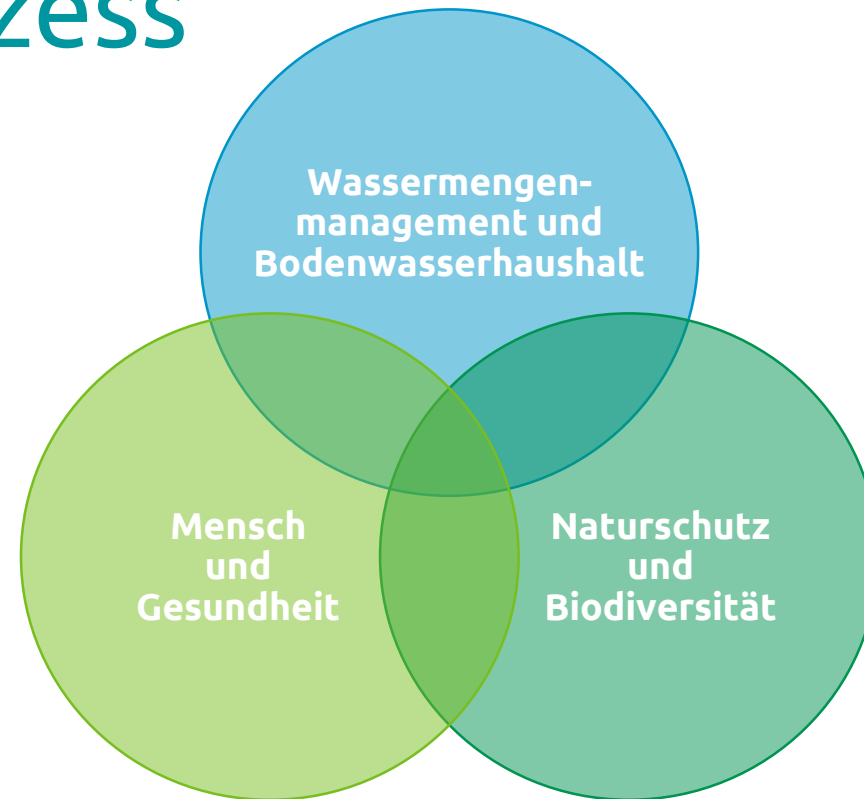 zess
Wassermengen-
management und
Bodenwasserhaushalt
Mensch
und
Gesundheit
Naturschutz
und
Biodiversität